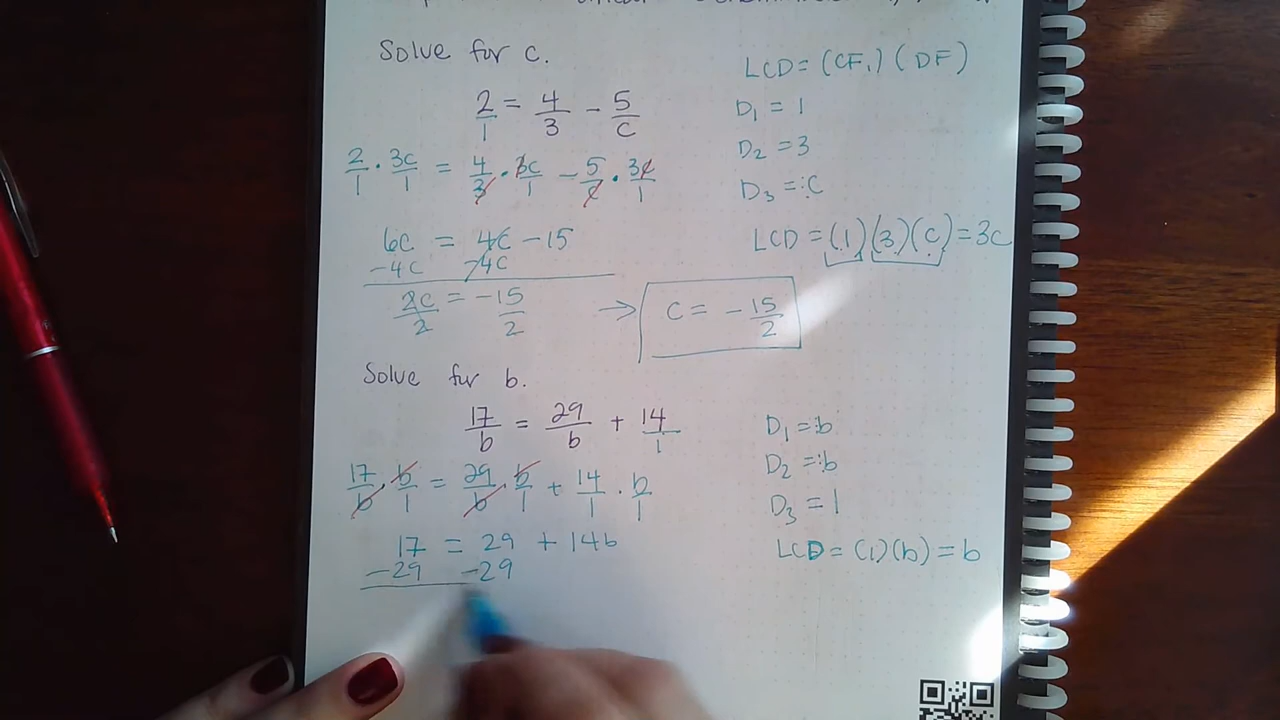 Solve for c.
2/1 = 4/3 - 5/c
2/1 · 3c/1 = 4/3 · 3c/1 - 5/c · 3c/1
6c = 4c - 15
-4c -4c
2c/2 = -15/2 → c = -15/2
LCD = (CF,) (DF)
D1 = 1
D2 = 3
D3 = :c
LCD = (1)(3)(c) = 3c
Solve for b.
17/b = 29/b + 14/1
17/b · b/1 = 29/b · b/1 + 14/1 · b/1
17 = 29 + 14b
-29 -29
D1 = :b
D2 = :b
D3 = 1
LCD = (1)(b) = b